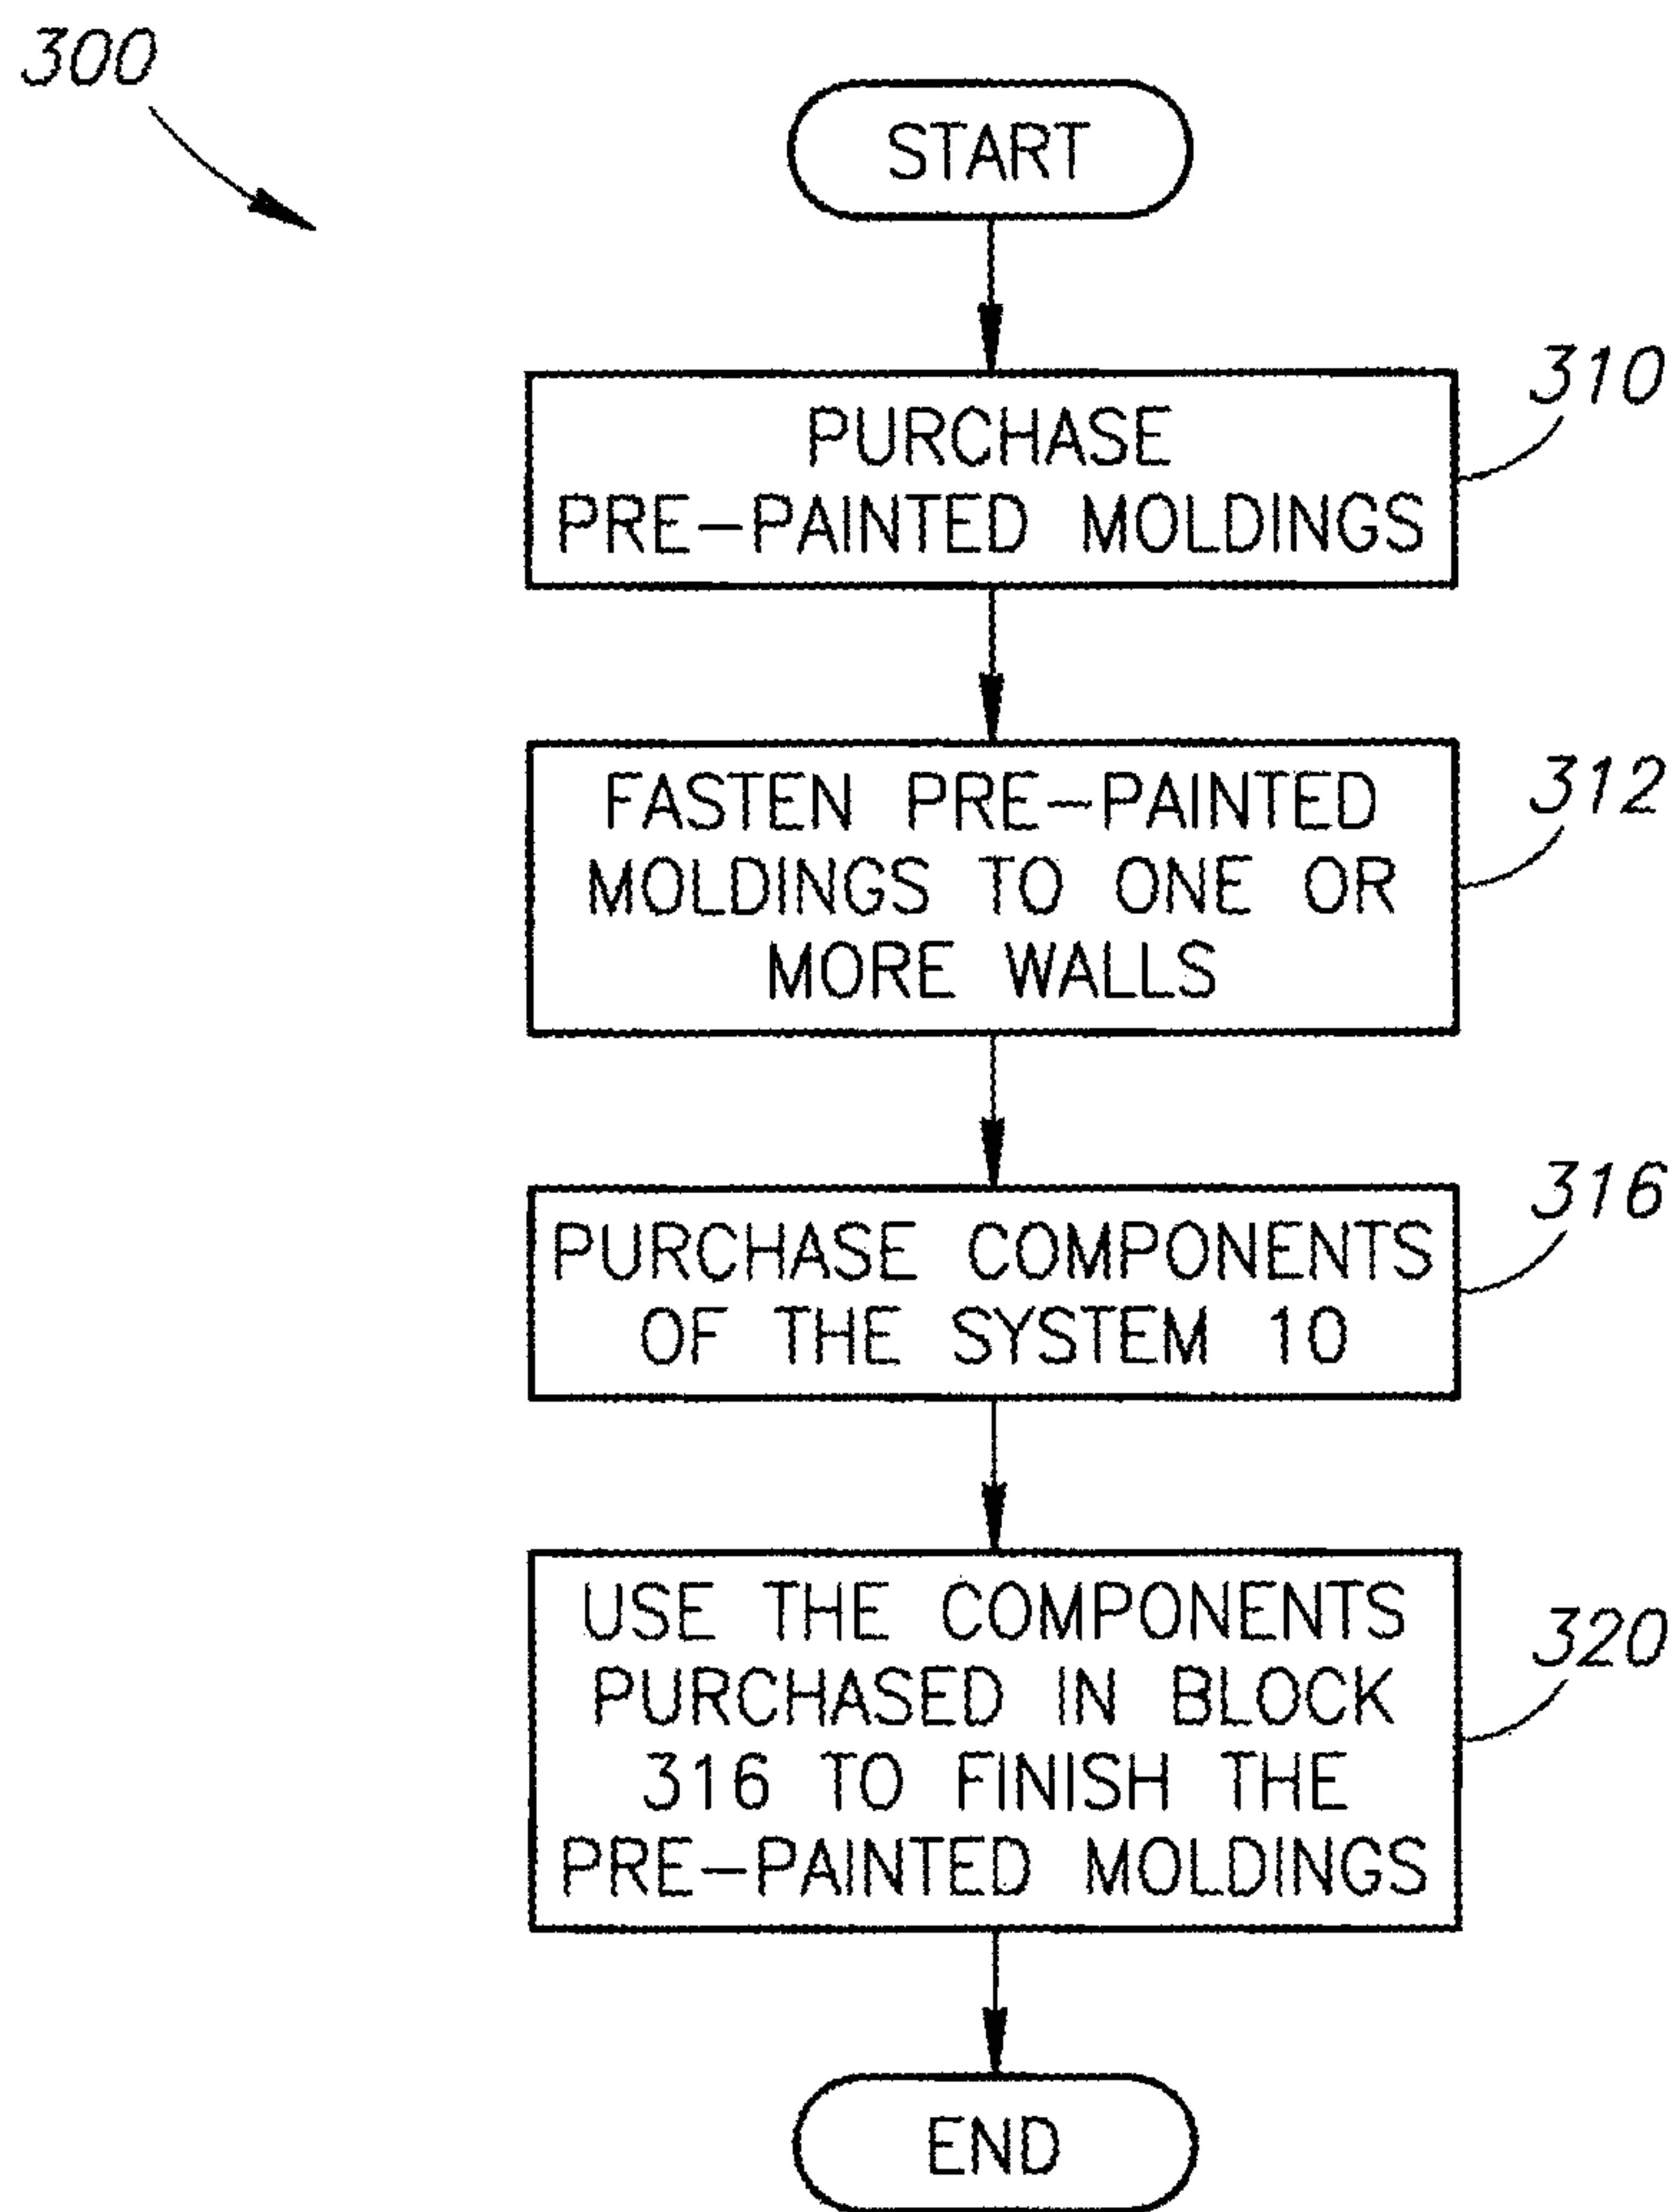 300
START
310
PURCHASE
PRE-PAINTED MOLDINGS
312
FASTEN PRE-PAINTED
MOLDINGS TO ONE OR
MORE WALLS
316
PURCHASE COMPONENTS
OF THE SYSTEM 10
320
USE THE COMPONENTS
PURCHASED IN BLOCK
316 TO FINISH THE
PRE-PAINTED MOLDINGS
END